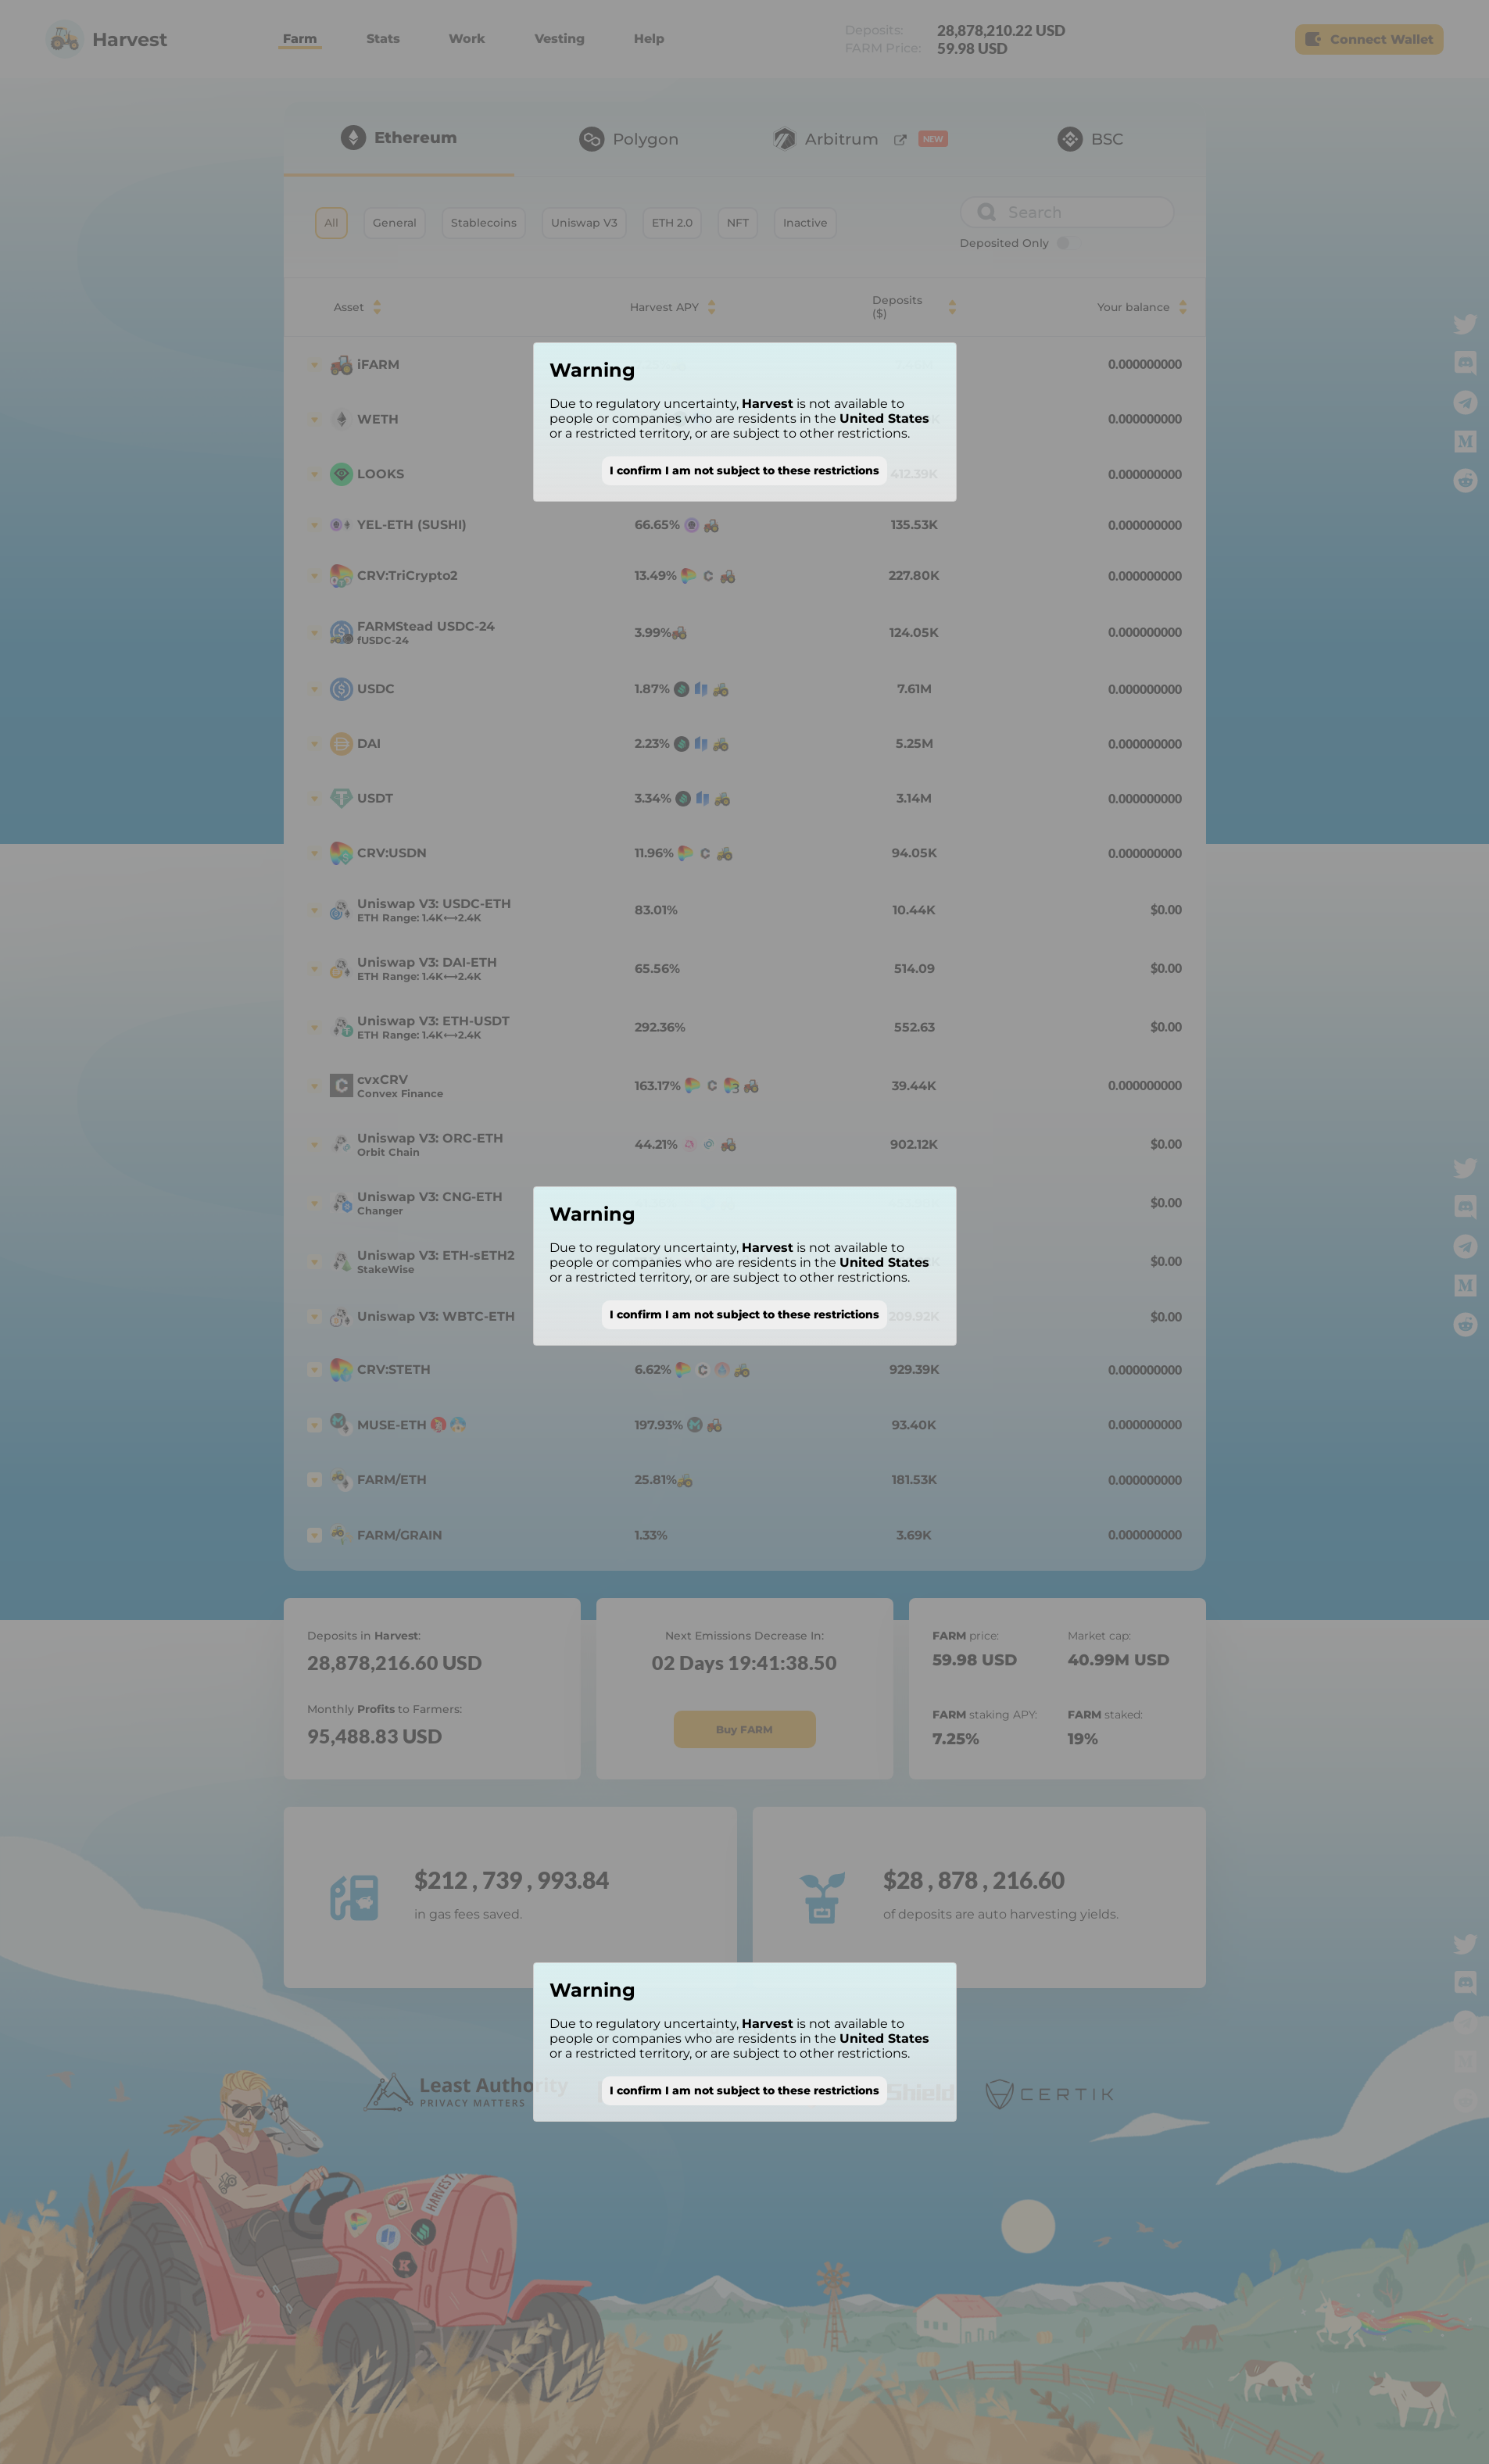 Harvest
Farm
Stats
Work
Vesting
Help
Deposits: 28,878,210.22 USD
FARM Price: 59.98 USD
Connect Wallet
Ethereum
Polygon
Arbitrum NEW
BSC
All
General
Stablecoins
Uniswap V3
ETH 2.0
NFT
Inactive
Search
Deposited Only
Asset
Harvest APY
Deposits
($)
Your balance
iFARM 0.000000000
Warning
WETH 0.000000000
Due to regulatory uncertainty, Harvest is not available to
people or companies who are residents in the United States
or a restricted territory, or are subject to other restrictions.
I confirm I am not subject to these restrictions
LOOKS 412.39K 0.000000000
YEL-ETH (SUSHI) 66.65% 135.53K 0.000000000
CRV:TriCrypto2 13.49% 227.80K 0.000000000
FARMStead USDC-24 3.99% 124.05K 0.000000000
fUSDC-24
USDC 1.87% 7.61M 0.000000000
DAI 2.23% 5.25M 0.000000000
USDT 3.34% 3.14M 0.000000000
CRV:USDN 11.96% 94.05K 0.000000000
Uniswap V3: USDC-ETH 83.01% 10.44K $0.00
ETH Range: 1.4K⟷2.4K
Uniswap V3: DAI-ETH 65.56% 514.09 $0.00
ETH Range: 1.4K⟷2.4K
Uniswap V3: ETH-USDT 292.36% 552.63 $0.00
ETH Range: 1.4K⟷2.4K
cvxCRV 163.17% 39.44K 0.000000000
Convex Finance
Uniswap V3: ORC-ETH 44.21% 902.12K $0.00
Orbit Chain
Uniswap V3: CNG-ETH $0.00
Changer
Warning
Due to regulatory uncertainty, Harvest is not available to
people or companies who are residents in the United States
or a restricted territory, or are subject to other restrictions.
I confirm I am not subject to these restrictions
Uniswap V3: ETH-sETH2 $0.00
StakeWise
Uniswap V3: WBTC-ETH 209.92K $0.00
CRV:STETH 6.62% 929.39K 0.000000000
MUSE-ETH 197.93% 93.40K 0.000000000
FARM/ETH 25.81% 181.53K 0.000000000
FARM/GRAIN 1.33% 3.69K 0.000000000
Deposits in Harvest:
28,878,216.60 USD
Monthly Profits to Farmers:
95,488.83 USD
Next Emissions Decrease In:
02 Days 19:41:38.50
Buy FARM
FARM price:
59.98 USD
Market cap:
40.99M USD
FARM staking APY:
7.25%
FARM staked:
19%
$212 , 739 , 993.84
in gas fees saved.
$28 , 878 , 216.60
of deposits are auto harvesting yields.
Warning
Due to regulatory uncertainty, Harvest is not available to
people or companies who are residents in the United States
or a restricted territory, or are subject to other restrictions.
I confirm I am not subject to these restrictions
Least Authority
PRIVACY MATTERS
Shield
CERTIK
HARVEST